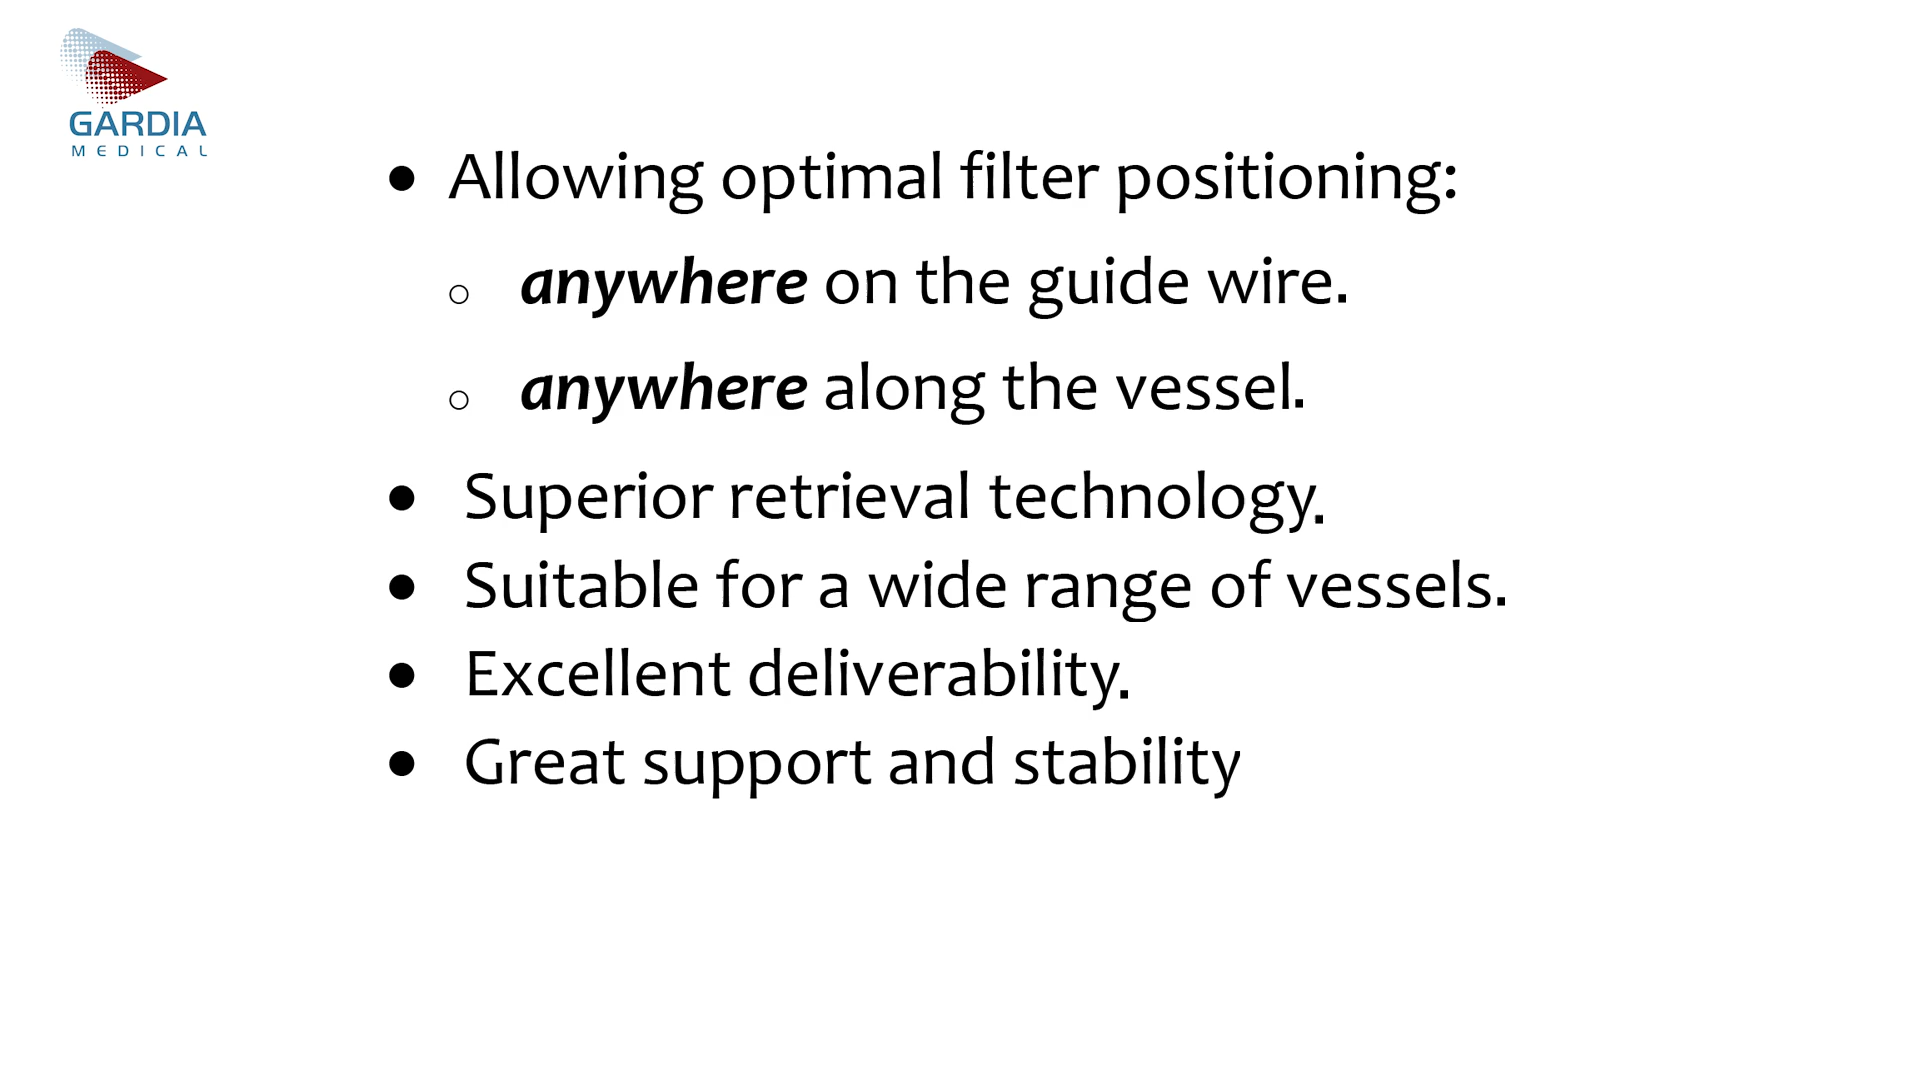 GARDIA
MEDICAL
• Allowing optimal filter positioning:
o anywhere on the guide wire.
o anywhere along the vessel.
• Superior retrieval technology.
• Suitable for a wide range of vessels.
• Excellent deliverability.
• Great support and stability